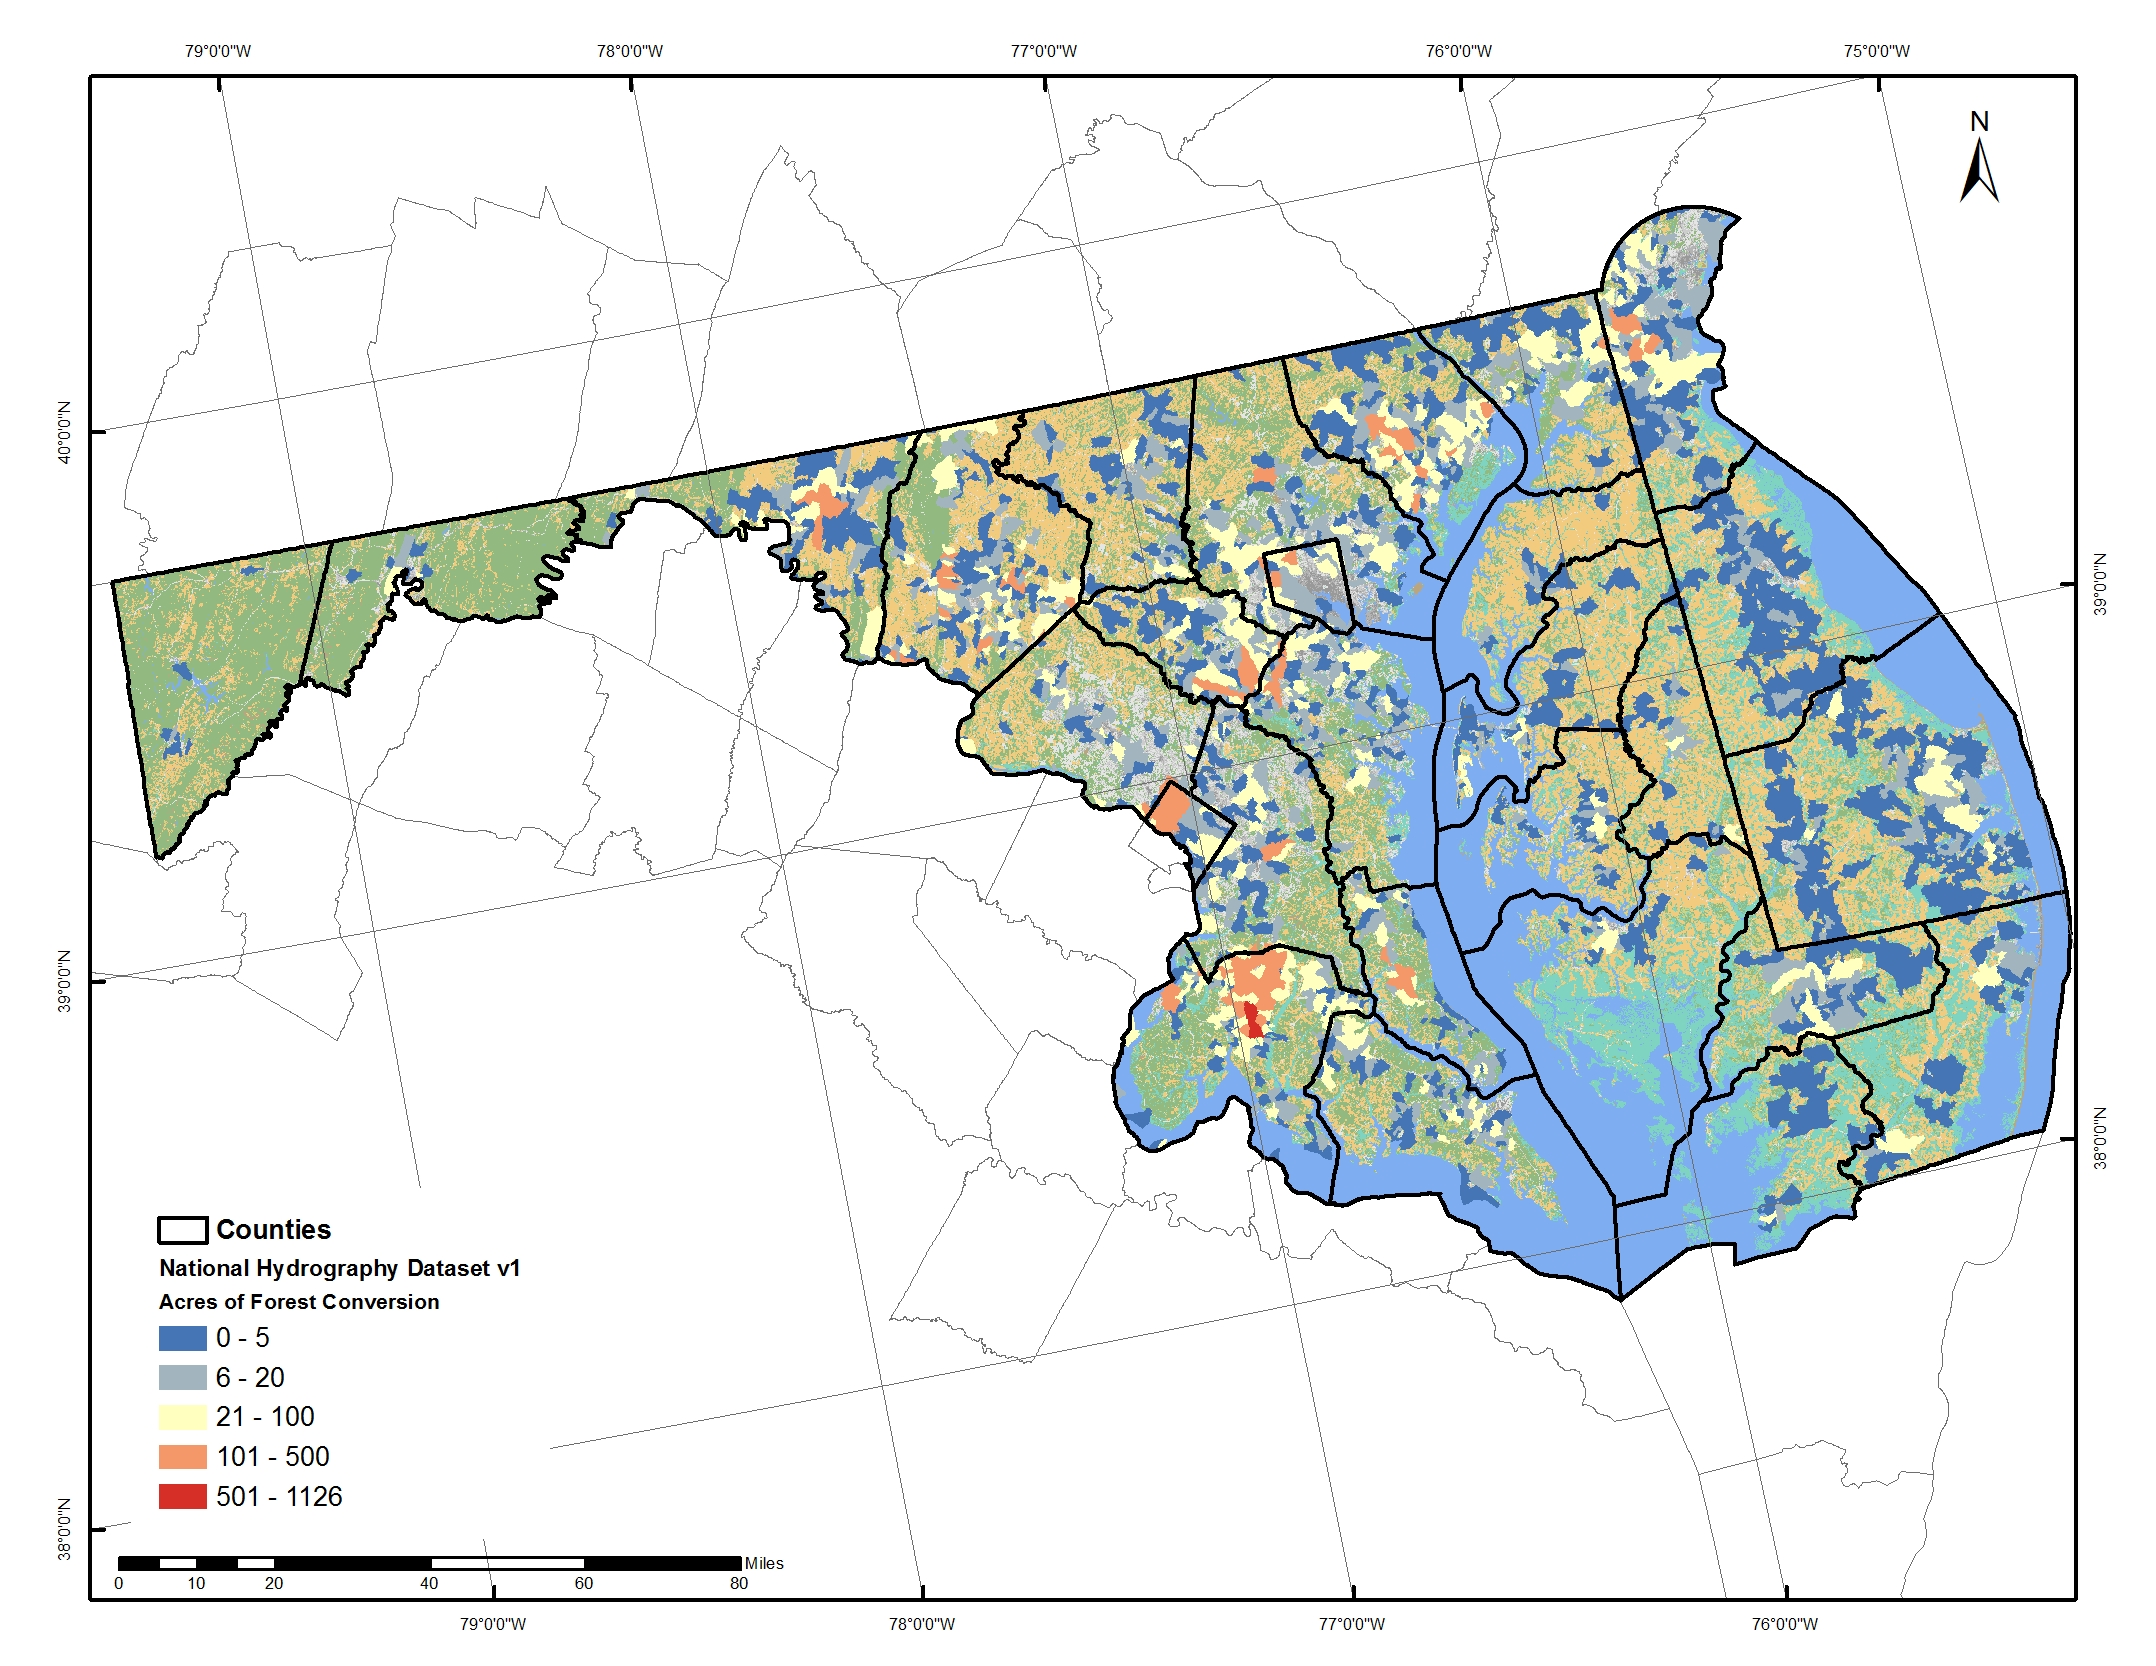 79°0'0"W 78°0'0"W 77°0'0"W 76°0'0"W 75°0'0"W
N
40°0'0"N
39°0'0"N
39°0'0"N
38°0'0"N
38°0'0"N
Counties
National Hydrography Dataset v1
Acres of Forest Conversion
0 - 5
6 - 20
21 - 100
101 - 500
501 - 1126
Miles
0 10 20 40 60 80
79°0'0"W 78°0'0"W 77°0'0"W 76°0'0"W